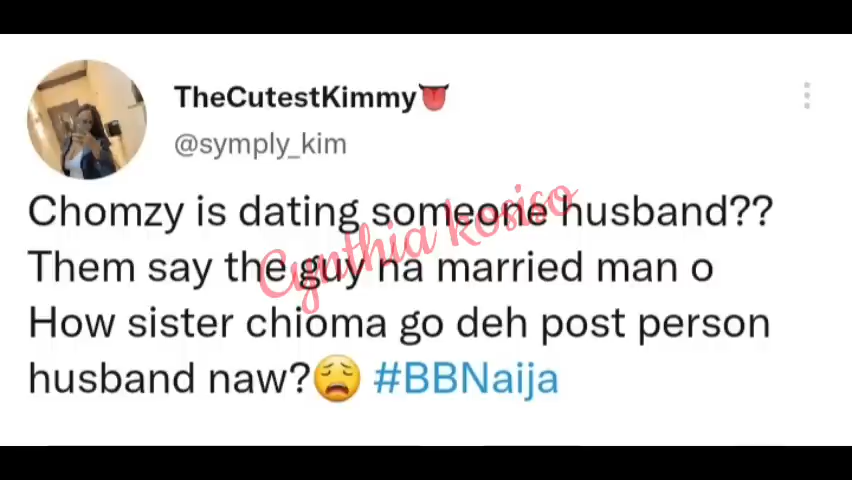 TheCutestKimmy👅
@symply_kim
Chomzy is dating someone husband??
Them say the guy na married man o
How sister chioma go deh post person
husband naw?😩 #BBNaija
Cynthia kosiso